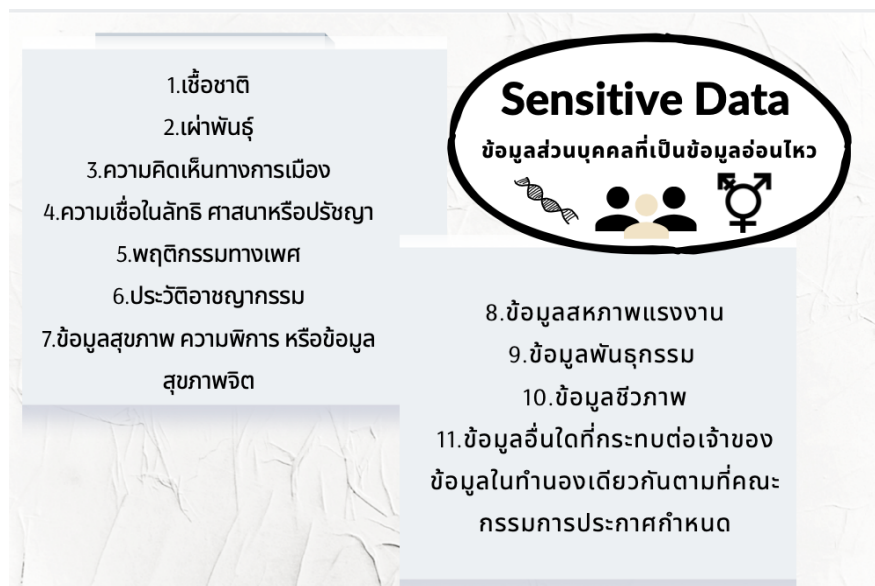 Sensitive Data
ข้อมูลส่วนบุคคลที่เป็นข้อมูลอ่อนไหว
1.เชื้อชาติ
2.เผ่าพันธุ์
3.ความคิดเห็นทางการเมือง
4.ความเชื่อในลัทธิ ศาสนาหรือปรัชญา
5.พฤติกรรมทางเพศ
6.ประวัติอาชญากรรม
7.ข้อมูลสุขภาพ ความพิการ หรือข้อมูล
สุขภาพจิต
8.ข้อมูลสหภาพแรงงาน
9.ข้อมูลพันธุกรรม
10.ข้อมูลชีวภาพ
11.ข้อมูลอื่นใดที่กระทบต่อเจ้าของ
ข้อมูลในทำนองเดียวกันตามที่คณะ
กรรมการประกาศกำหนด